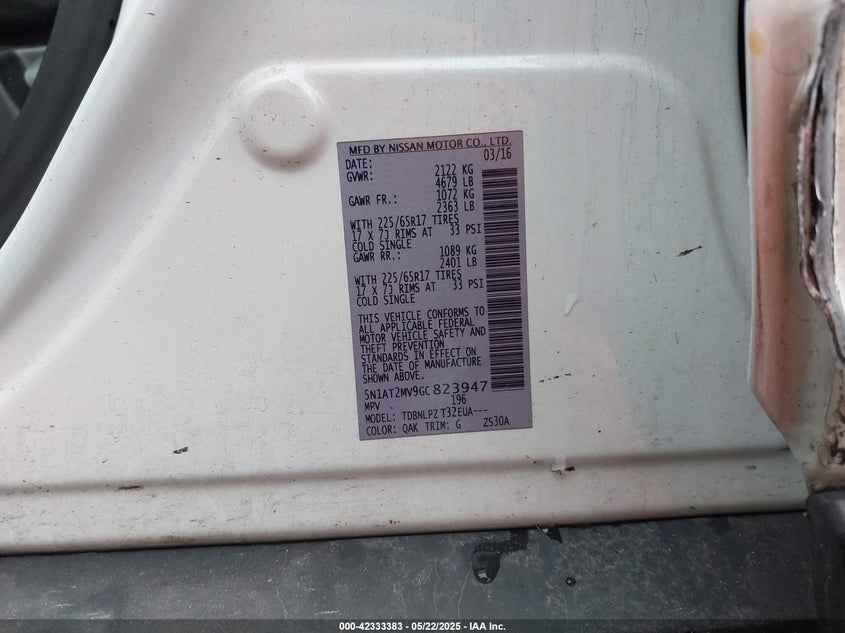 MFD BY NISSAN MOTOR CO., LTD.
DATE: 03/16
GVWR: 2122 KG
4679 LB
GAWR FR.: 1072 KG
2363 LB
WITH 225/65R17 TIRES
17 X 7J RIMS AT 33 PSI
COLD SINGLE
GAWR RR.: 1089 KG
2401 LB
WITH 225/65R17 TIRES
17 X 7J RIMS AT 33 PSI
COLD SINGLE
THIS VEHICLE CONFORMS TO
ALL APPLICABLE FEDERAL
MOTOR VEHICLE SAFETY AND
THEFT PREVENTION
STANDARDS IN EFFECT ON
THE DATE OF MANUFACTURE
SHOWN ABOVE.
5N1AT2MV9GC823947
MPV - 196
MODEL: TDBNLPZ T32EUA---
COLOR: QAK TRIM: G ZS30A
000-42333383 - 05/22/2025 - IAA Inc.